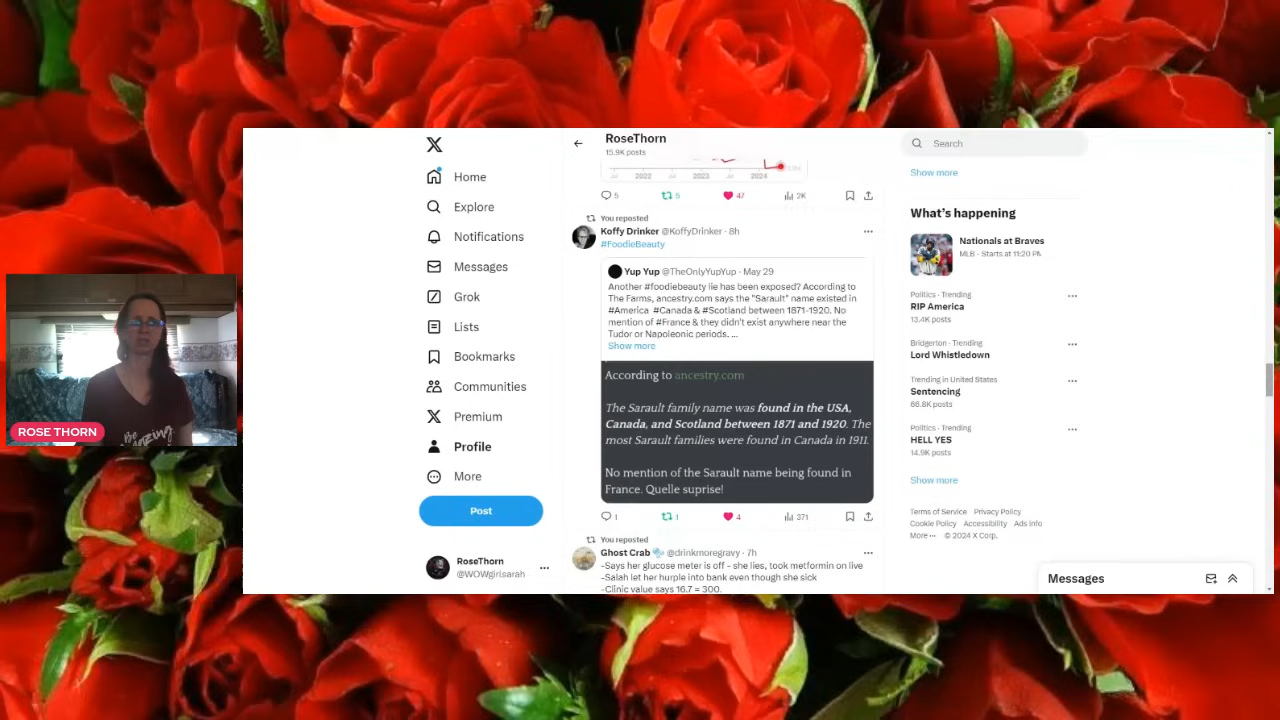 RoseThorn
15.9K posts
Search
Home
Explore
Notifications
Messages
Grok
Lists
Bookmarks
Communities
Premium
Profile
More
Post
RoseThorn
@WOWgirlsarah
2022
2023
2024
5
5
47
2K
You reposted
Koffy Drinker @KoffyDrinker · 8h
#FoodieBeauty
Yup Yup @TheOnlyYupYup · May 29
Another #foodiebeauty lie has been exposed? According to
The Farms, ancestry.com says the "Sarault" name existed in
#America #Canada & #Scotland between 1871-1920. No
mention of #France & they didn't exist anywhere near the
Tudor or Napoleonic periods. ...
Show more
According to ancestry.com
The Sarault family name was found in the USA,
Canada, and Scotland between 1871 and 1920. The
most Sarault families were found in Canada in 1911.
No mention of the Sarault name being found in
France. Quelle suprise!
1
1
4
371
You reposted
Ghost Crab @drinkmoregravy · 7h
-Says her glucose meter is off - she lies, took metformin on live
-Salah let her hurple into bank even though she sick
-Clinic value says 16.7 = 300.
Show more
What's happening
Nationals at Braves
MLB · Starts at 11:20 PM
Politics · Trending
RIP America
13.4K posts
Bridgerton · Trending
Lord Whistledown
Trending in United States
Sentencing
66.8K posts
Politics · Trending
HELL YES
14.9K posts
Show more
Terms of Service Privacy Policy
Cookie Policy Accessibility Ads info
More ··· © 2024 X Corp.
Messages
ROSE THORN
Be